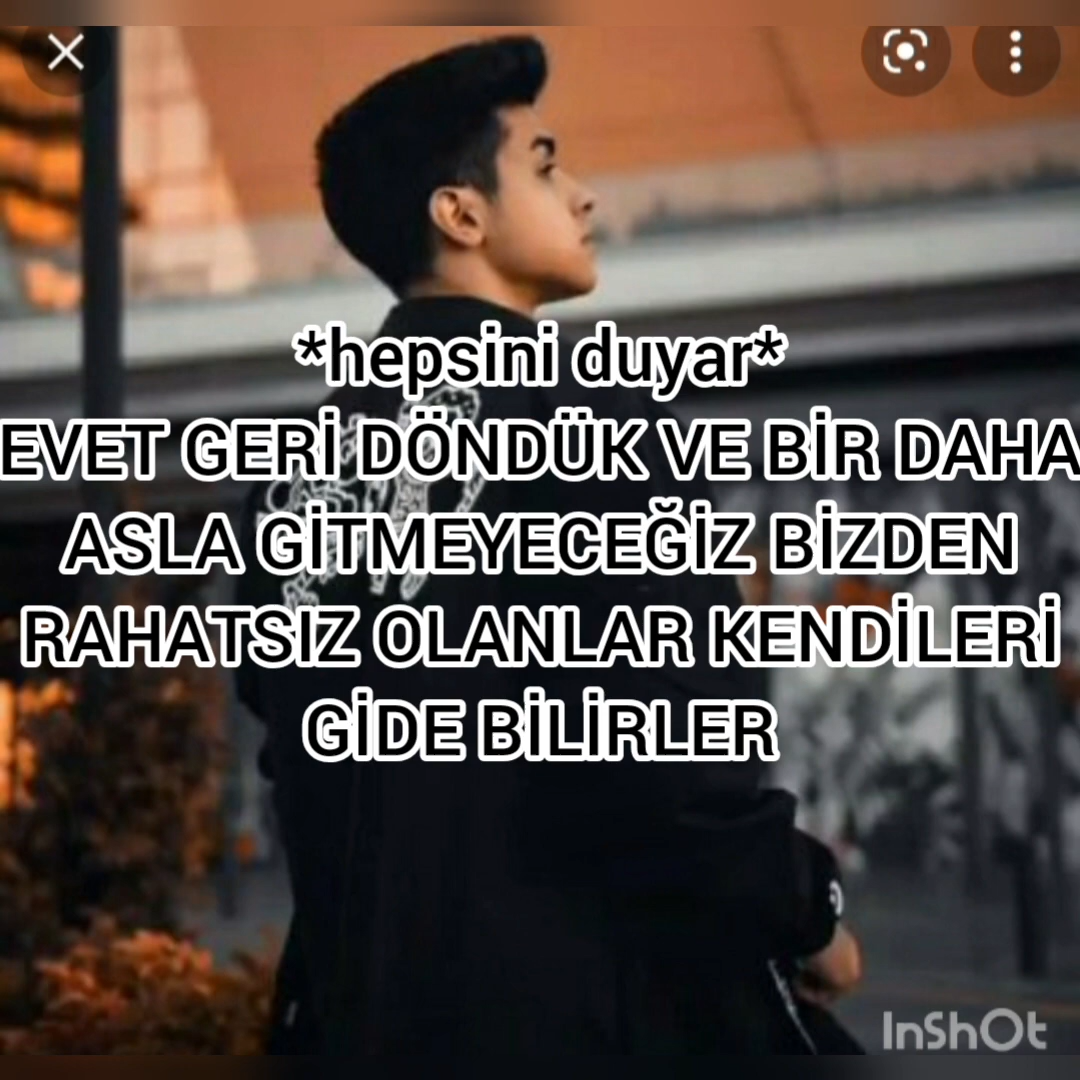 *hepsini duyar*
EVET GERİ DÖNDÜK VE BİR DAHA
ASLA GİTMEYECEĞİZ BİZDEN
RAHATSIZ OLANLAR KENDİLERİ
GİDE BİLİRLER
InShOt